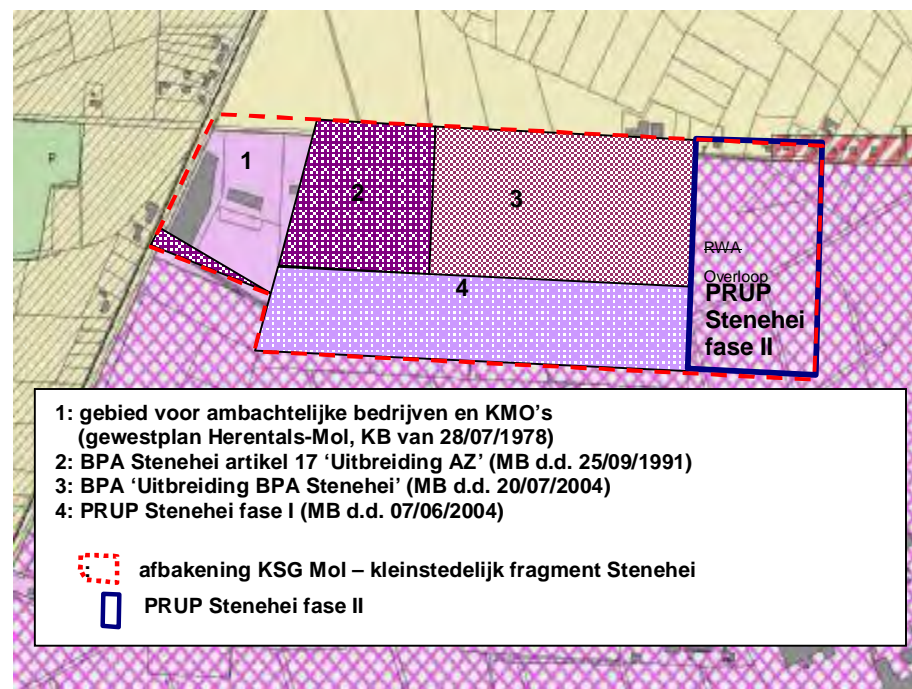 P
1
2
3
4
RWA
Overloop
PRUP
Stenehei
fase II
1: gebied voor ambachtelijke bedrijven en KMO's
(gewestplan Herentals-Mol, KB van 28/07/1978)
2: BPA Stenehei artikel 17 ‘Uitbreiding AZ’ (MB d.d. 25/09/1991)
3: BPA ‘Uitbreiding BPA Stenehei’ (MB d.d. 20/07/2004)
4: PRUP Stenehei fase I (MB d.d. 07/06/2004)
afbakening KSG Mol – kleinstedelijk fragment Stenehei
PRUP Stenehei fase II